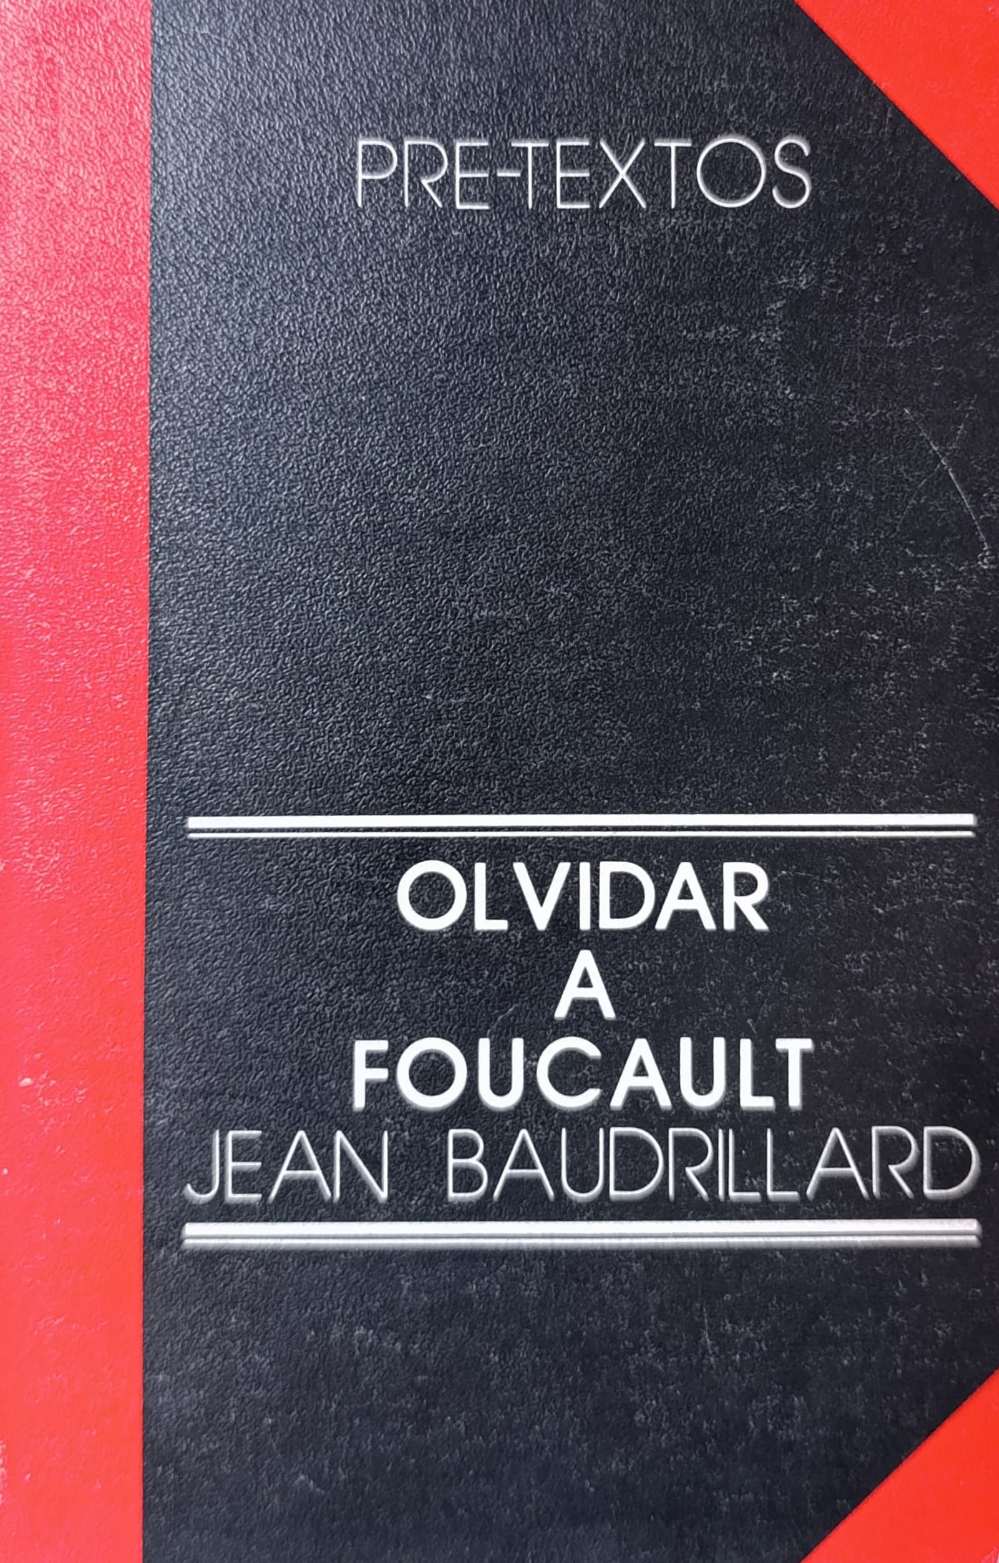 PRE-TEXTOS
OLVIDAR
A
FOUCAULT
JEAN BAUDRILLARD